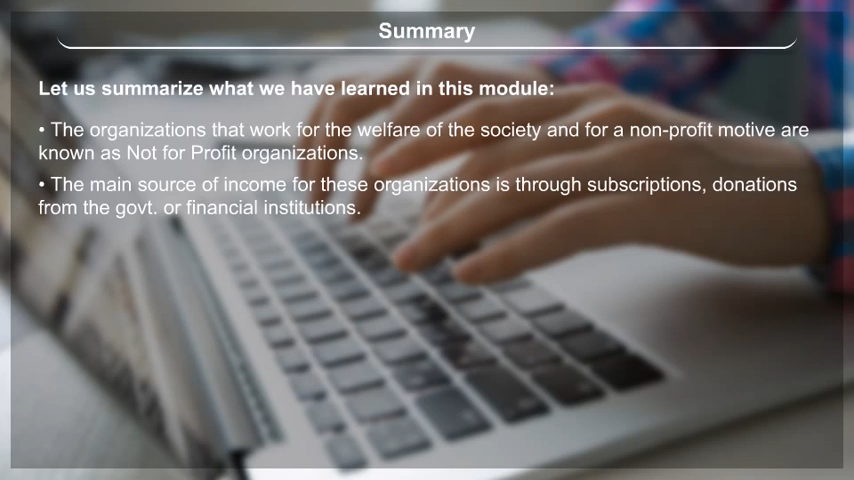 Summary
Let us summarize what we have learned in this module:
• The organizations that work for the welfare of the society and for a non-profit motive are
known as Not for Profit organizations.
• The main source of income for these organizations is through subscriptions, donations
from the govt. or financial institutions.